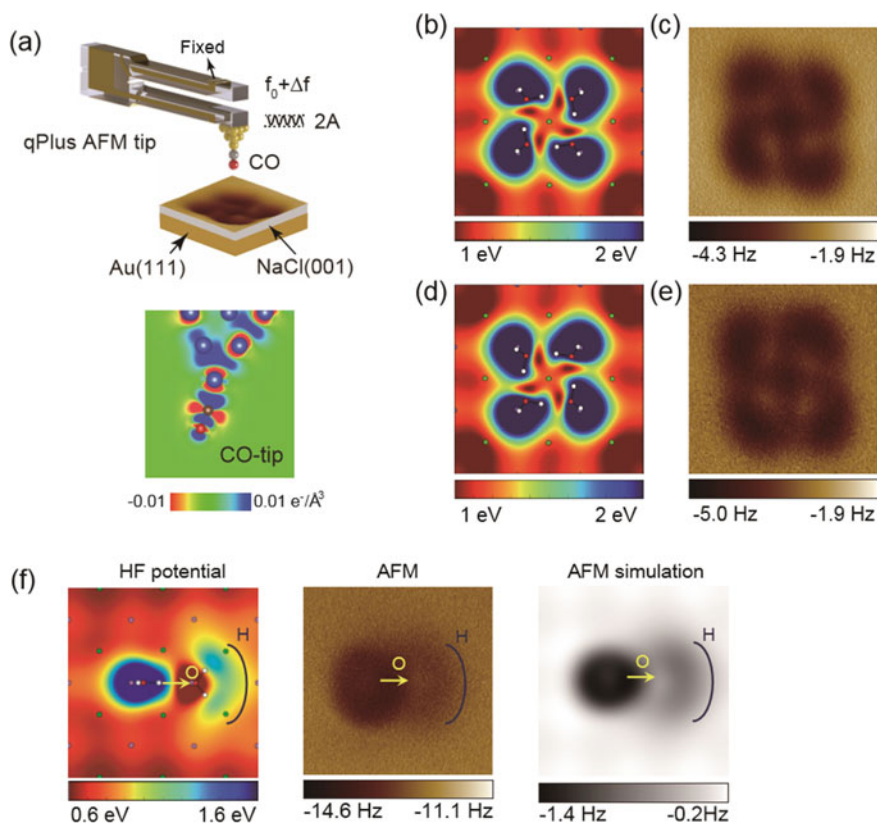 (a)
Fixed
f₀+Δf
2A
qPlus AFM tip
CO
Au(111)
NaCl(001)
CO-tip
-0.01
0.01 e⁻/Å³
(b)
1 eV
2 eV
(c)
-4.3 Hz
-1.9 Hz
(d)
1 eV
2 eV
(e)
-5.0 Hz
-1.9 Hz
(f)
HF potential
H
O
0.6 eV
1.6 eV
AFM
H
O
-14.6 Hz
-11.1 Hz
AFM simulation
H
O
-1.4 Hz
-0.2Hz